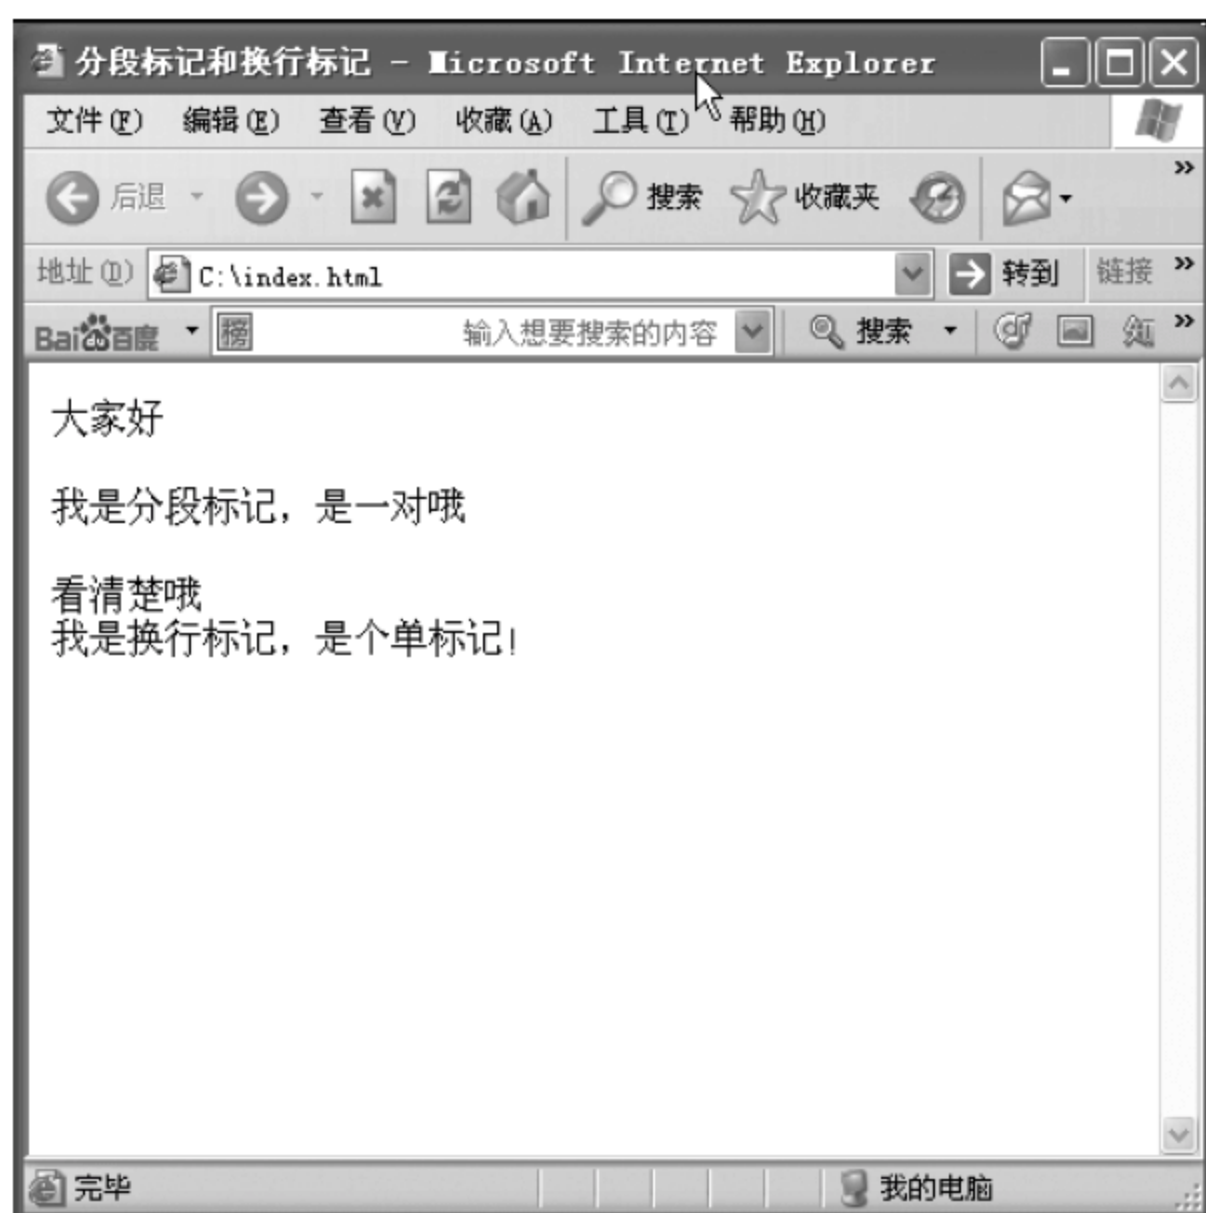 分段标记和换行标记 - Microsoft Internet Explorer
文件(F) 编辑(E) 查看(V) 收藏(A) 工具(T) 帮助(H)
后退 搜索 收藏夹 »
地址(D) C:\index.html 转到 链接 »
Bai百度 榜 输入想要搜索的内容 搜索 »
大家好
我是分段标记，是一对哦
看清楚哦
我是换行标记，是个单标记!
完毕 我的电脑